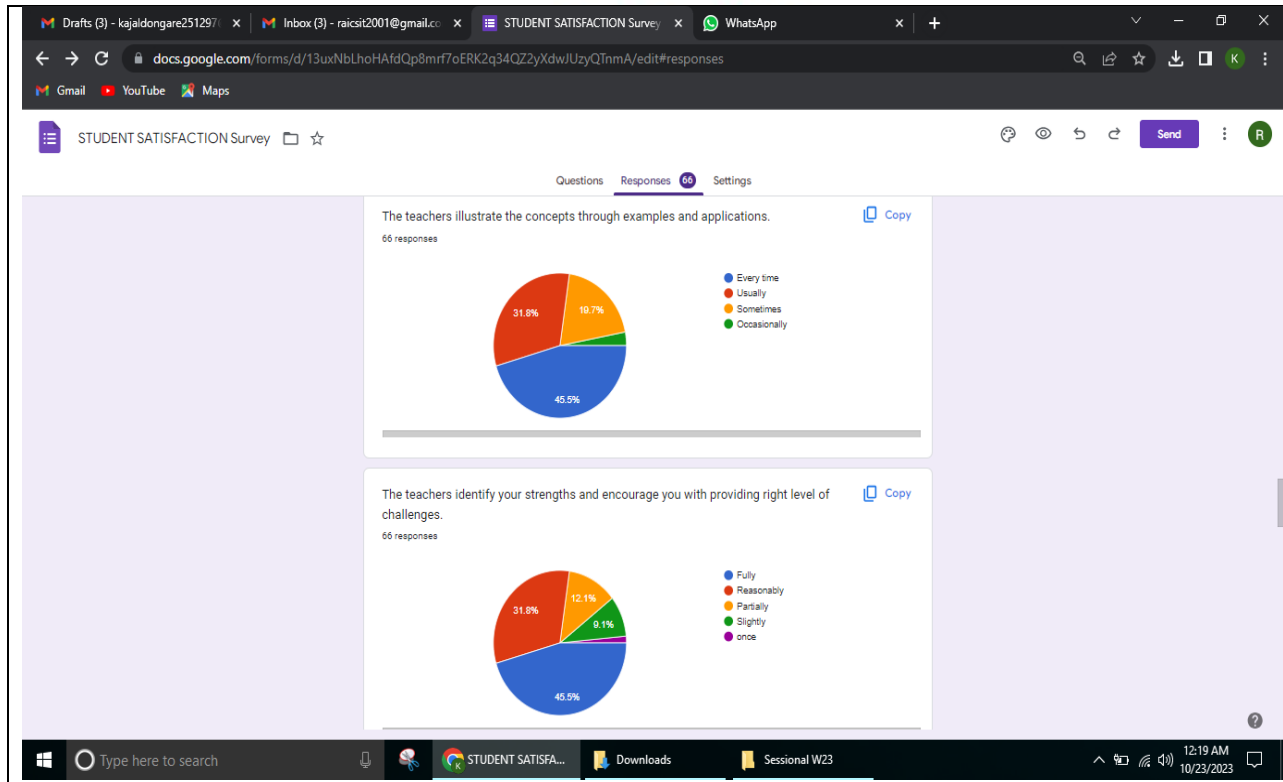 Drafts (3) - kajaldongare251297
Inbox (3) - raicsit2001@gmail.co
STUDENT SATISFACTION Survey
WhatsApp
docs.google.com/forms/d/13uxNbLhoHAfdQp8mrf7oERK2q34QZ2yXdwJUzyQTnmA/edit#responses
K
Gmail YouTube Maps
STUDENT SATISFACTION Survey
Send
R
Questions Responses 66 Settings
The teachers illustrate the concepts through examples and applications.
Copy
66 responses
Every time
Usually
Sometimes
Occasionally
31.8%
19.7%
45.5%
The teachers identify your strengths and encourage you with providing right level of
challenges.
Copy
66 responses
Fully
Reasonably
Partially
Slightly
once
31.8%
12.1%
9.1%
45.5%
Type here to search
STUDENT SATISFA...
Downloads
Sessional W23
12:19 AM
10/23/2023